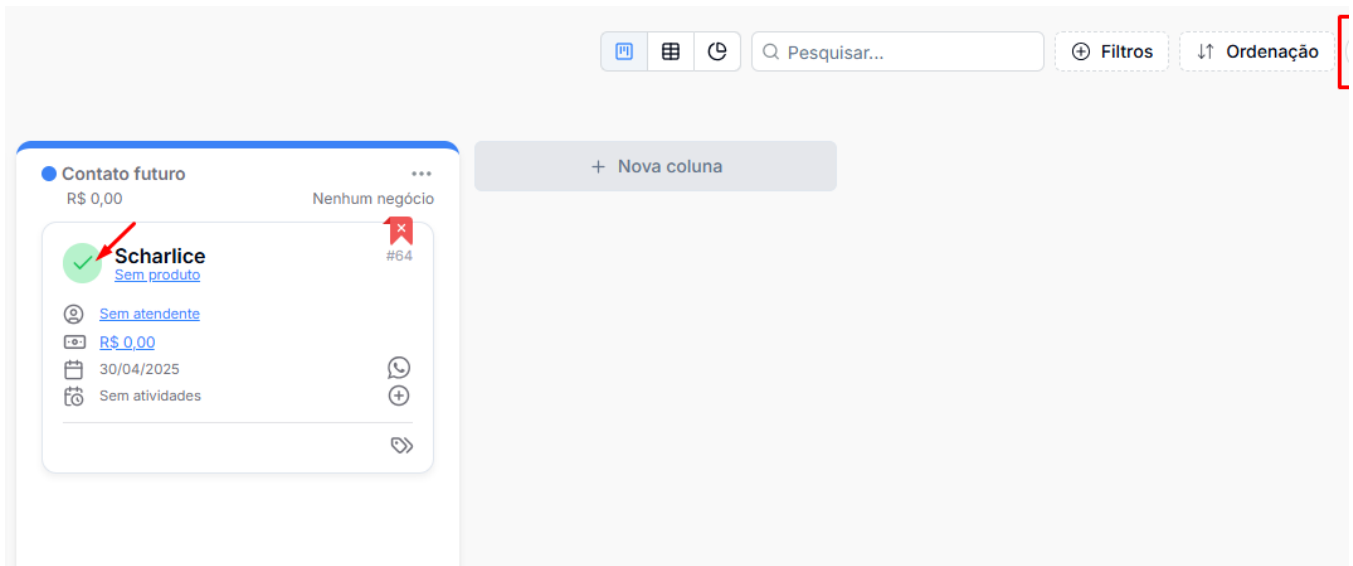 Pesquisar...
Filtros
Ordenação
Contato futuro
R$ 0,00
Nenhum negócio
+ Nova coluna
Scharlice
#64
Sem produto
Sem atendente
R$ 0,00
30/04/2025
Sem atividades